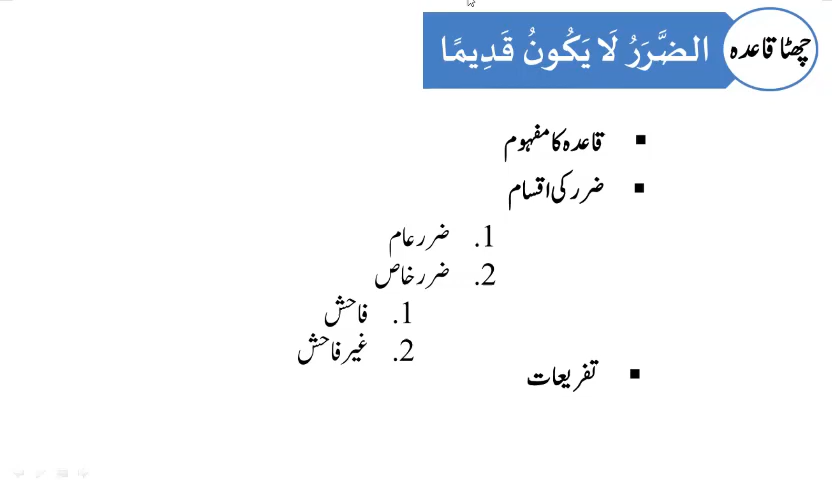 چھٹا قاعدہ
الضَّرَرُ لَا يَكُونُ قَدِيمًا
▪ قاعدہ کا مفہوم
▪ ضرر کی اقسام
1. ضرر عام
2. ضرر خاص
1. فاحش
2. غیر فاحش
▪ تفریعات